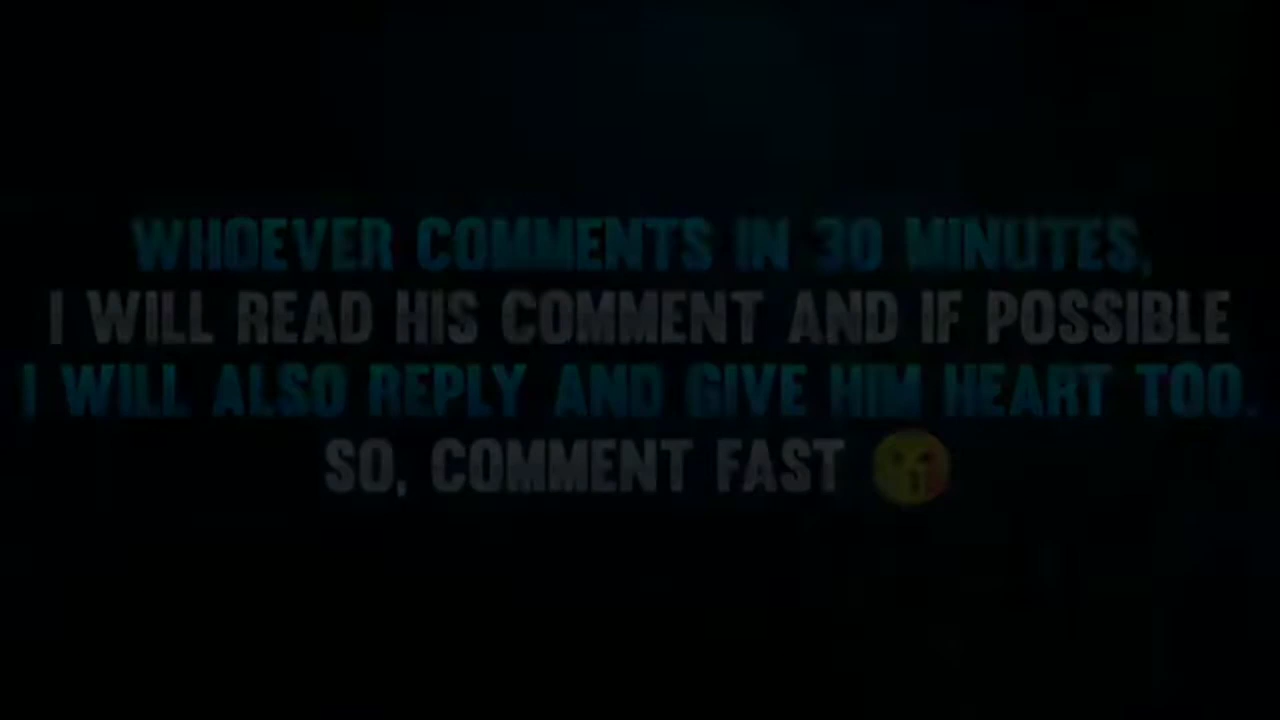 WHOEVER COMMENTS IN 30 MINUTES,
I WILL READ HIS COMMENT AND IF POSSIBLE
I WILL ALSO REPLY AND GIVE HIM HEART TOO.
SO, COMMENT FAST 😘